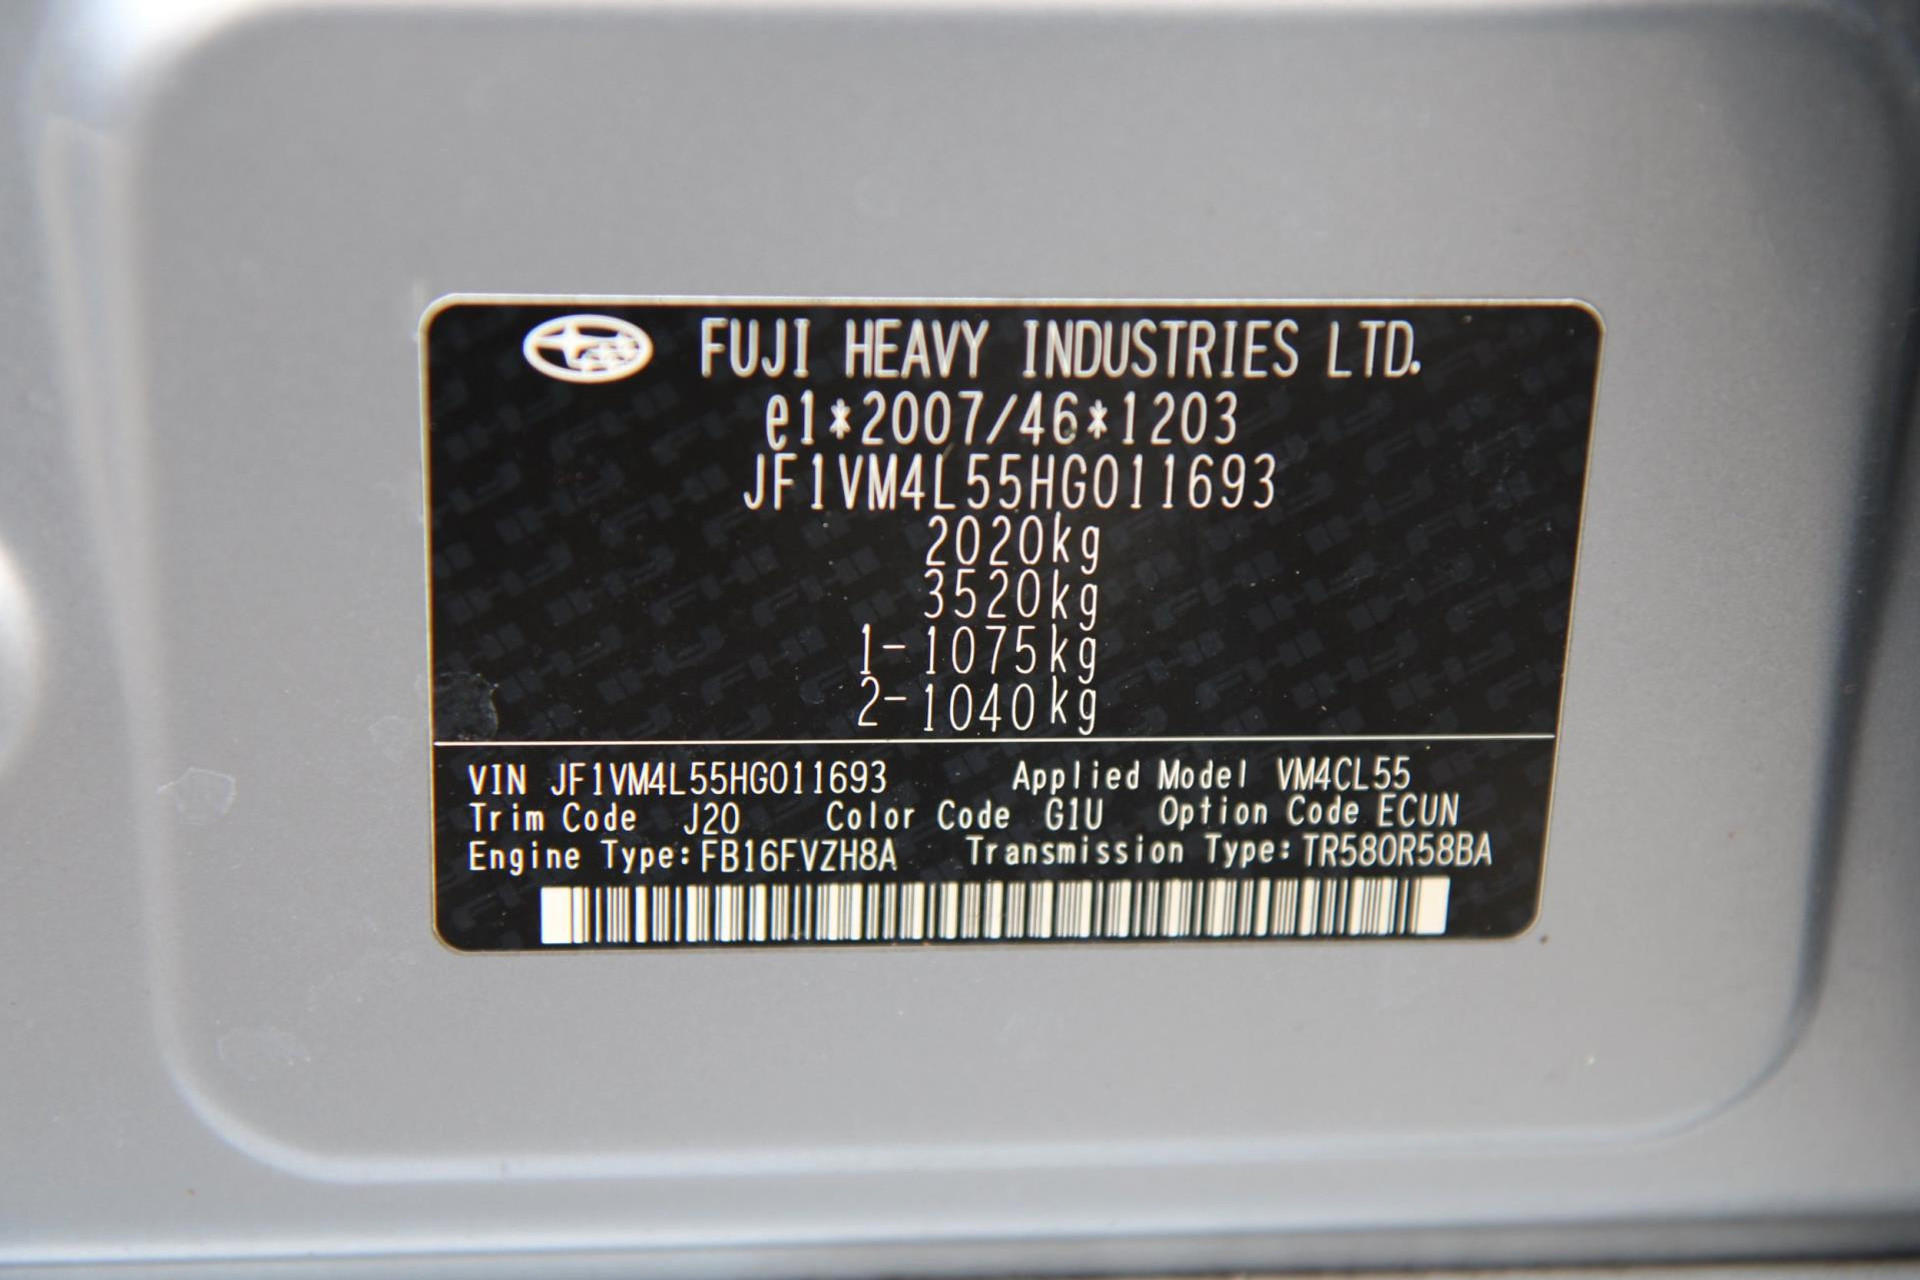 FUJI HEAVY INDUSTRIES LTD.
e1*2007/46*1203
JF1VM4L55HG011693
2020kg
3520kg
1-1075kg
2-1040kg
VIN JF1VM4L55HG011693 Applied Model VM4CL55
Trim Code J20 Color Code G1U Option Code ECUN
Engine Type:FB16FVZH8A Transmission Type:TR580R58BA